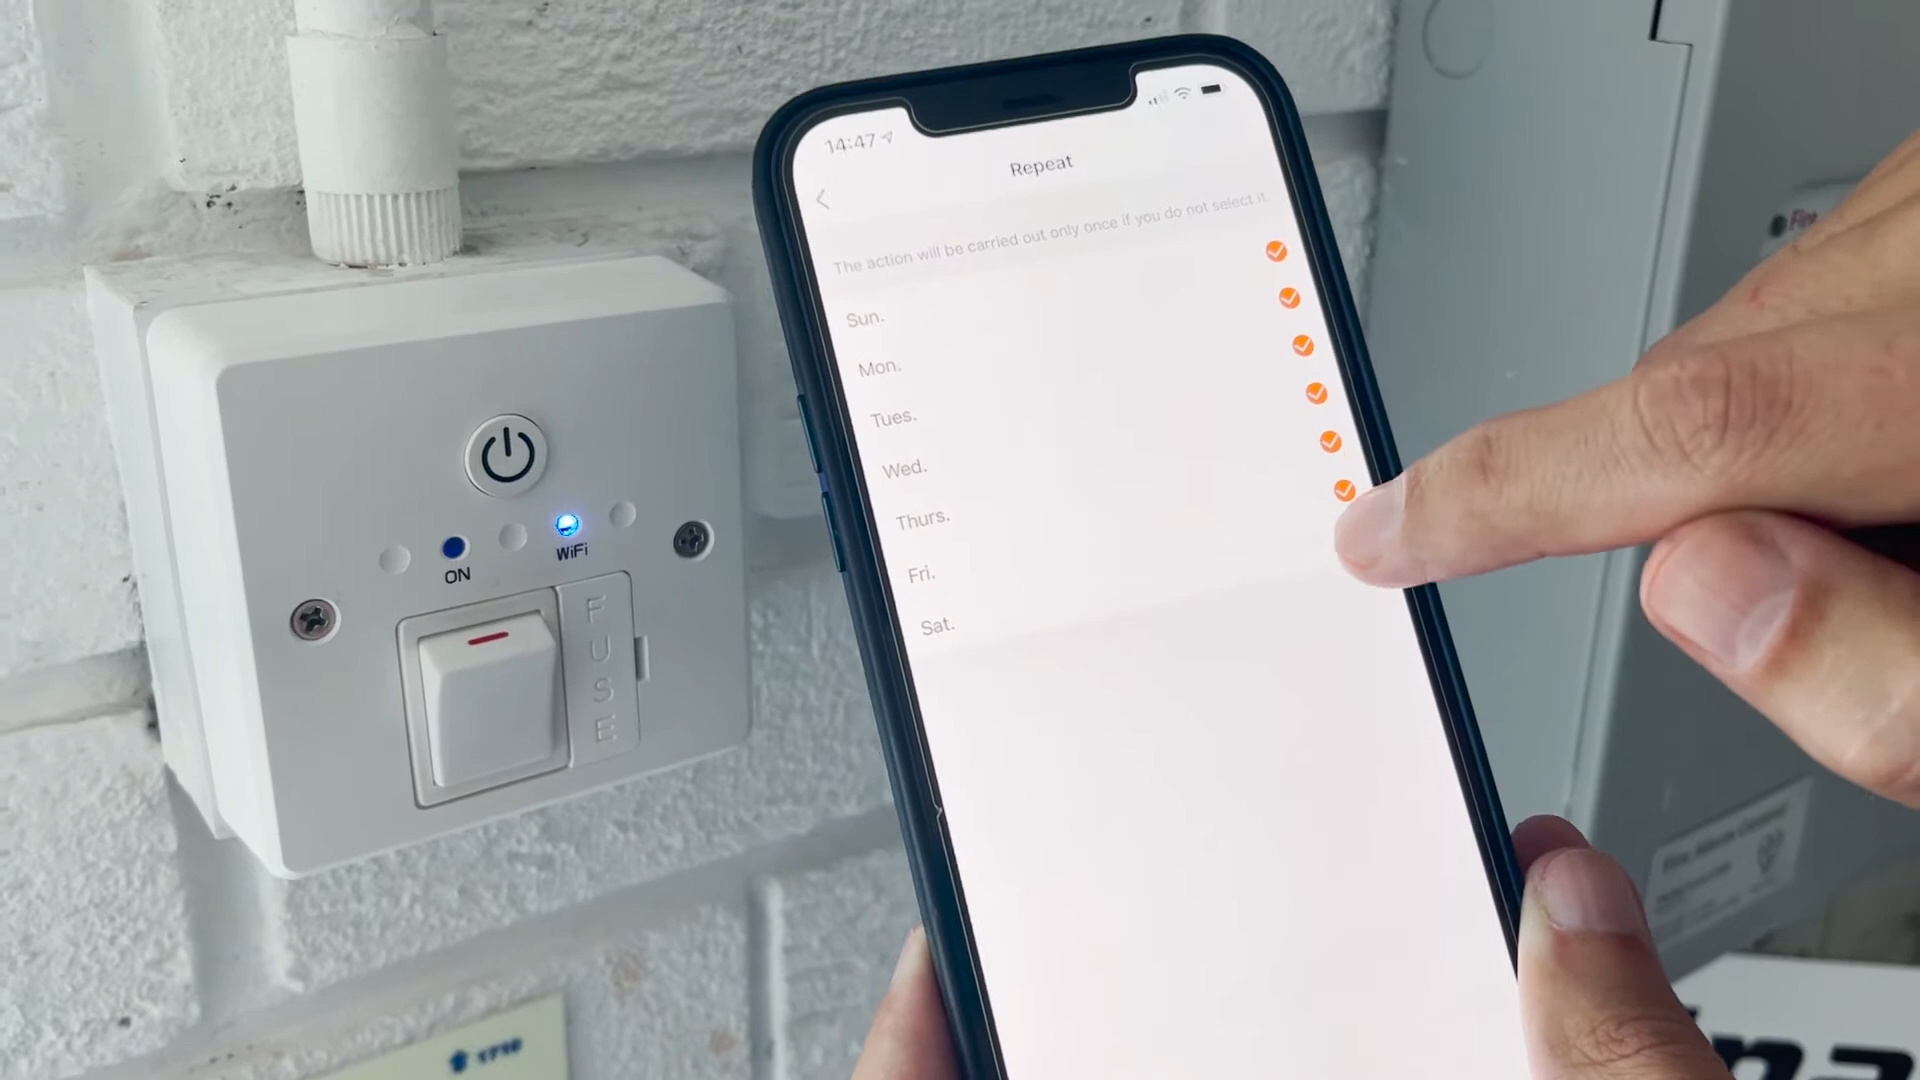 14:47
Repeat
The action will be carried out only once if you do not select it.
Sun.
Mon.
Tues.
Wed.
Thurs.
Fri.
Sat.
ON
WiFi
FUSE
Fire